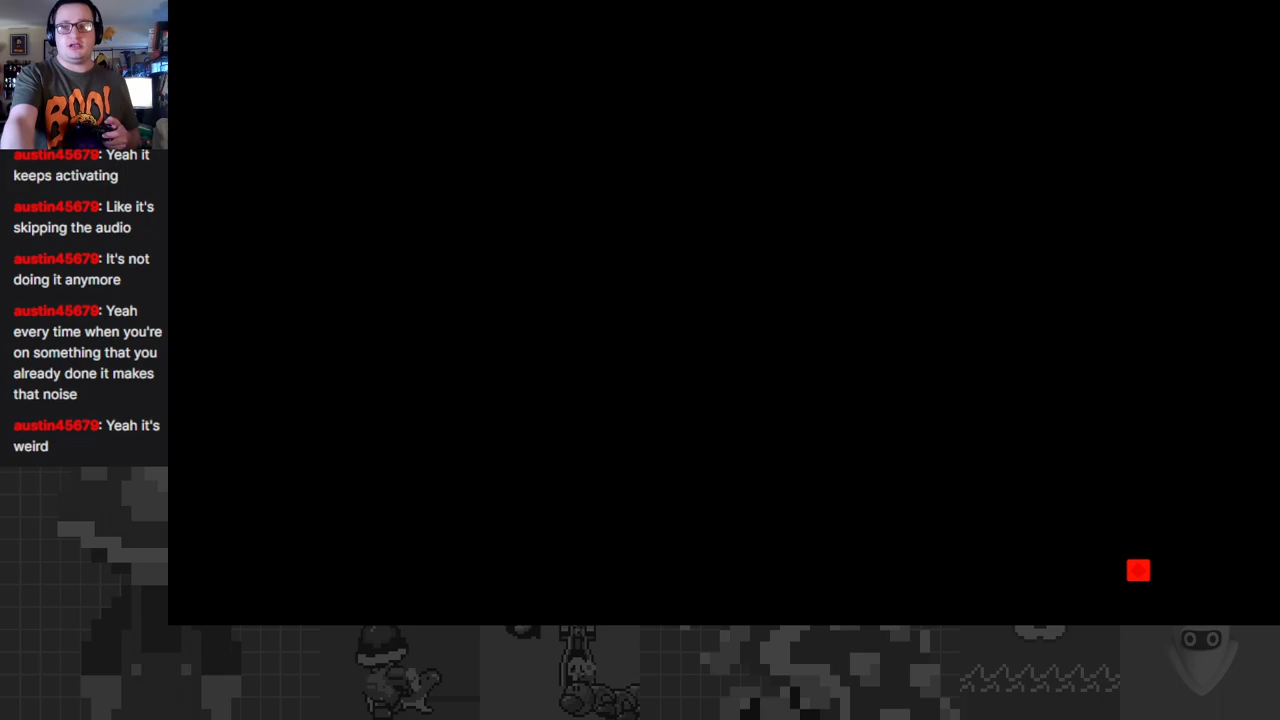 BOO!
austin45679: Yeah it
keeps activating
austin45679: Like it's
skipping the audio
austin45679: It's not
doing it anymore
austin45679: Yeah
every time when you're
on something that you
already done it makes
that noise
austin45679: Yeah it's
weird